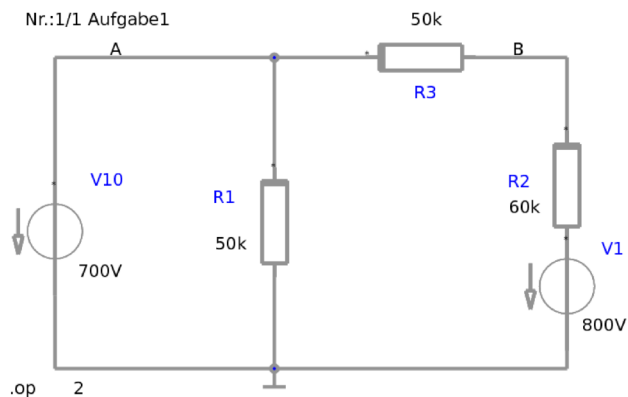 Nr.:1/1 Aufgabe1
50k
A
B
R3
V10
R1
R2
60k
50k
V1
700V
800V
.op 2